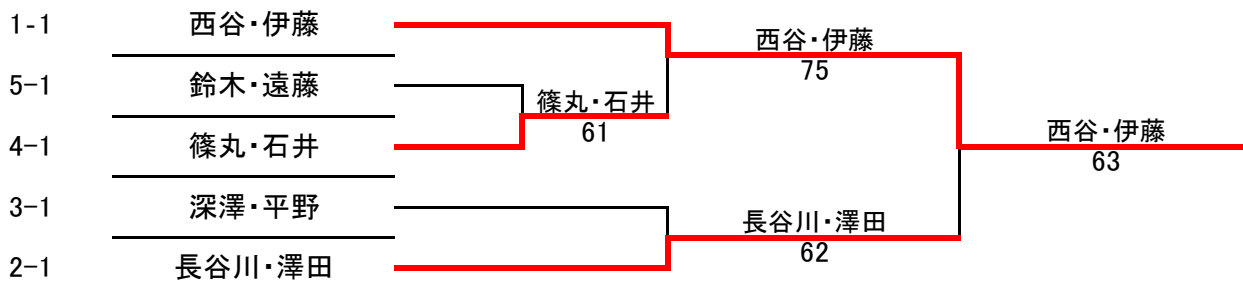 1-1 西谷・伊藤
西谷・伊藤
75
5-1 鈴木・遠藤
篠丸・石井
61
4-1 篠丸・石井
西谷・伊藤
63
3-1 深澤・平野
長谷川・澤田
62
2-1 長谷川・澤田